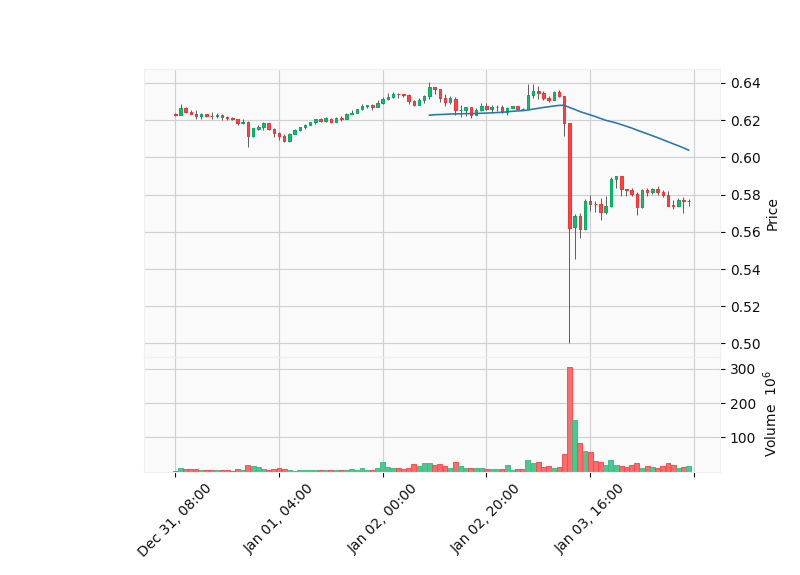 0.64
0.62
0.60
0.58
0.56
0.54
0.52
0.50
Price
300
200
100
Volume 10^6
Dec 31, 08:00
Jan 01, 04:00
Jan 02, 00:00
Jan 02, 20:00
Jan 03, 16:00